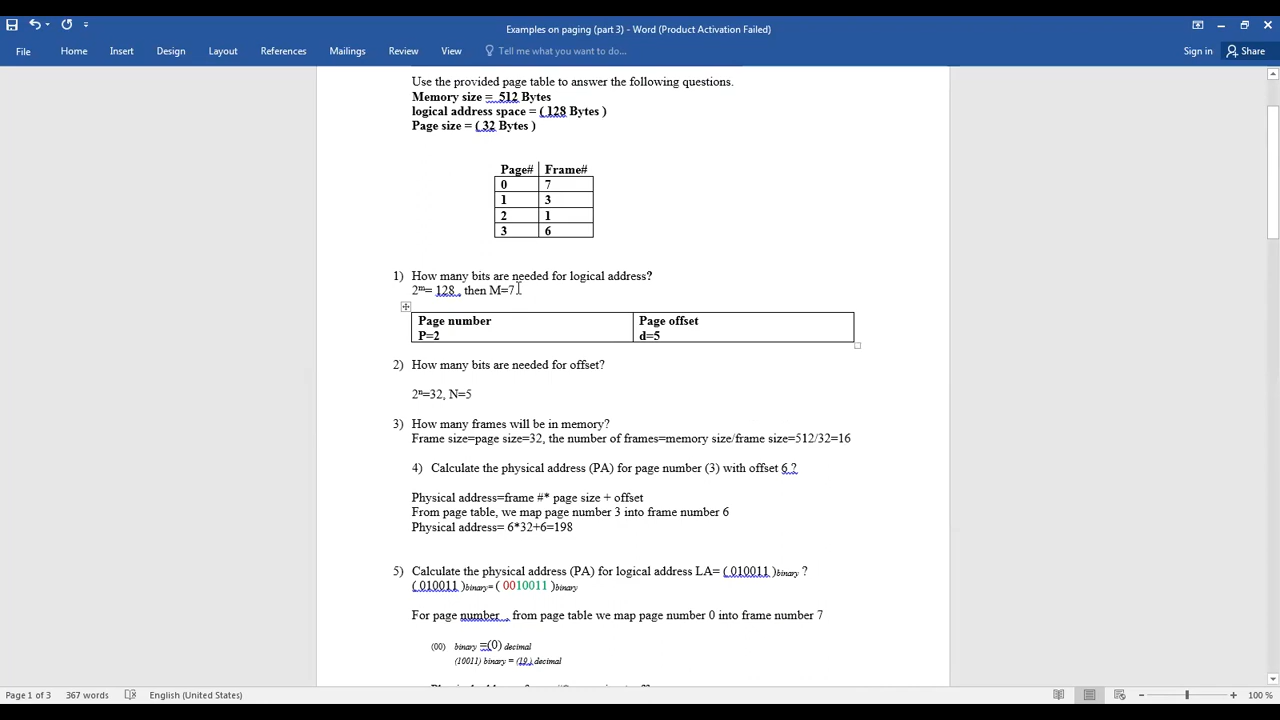 Examples on paging (part 3) - Word (Product Activation Failed)
File Home Insert Design Layout References Mailings Review View Tell me what you want to do... Sign in Share
Use the provided page table to answer the following questions.
Memory size = 512 Bytes
logical address space = ( 128 Bytes )
Page size = ( 32 Bytes )
Page# Frame#
0 7
1 3
2 1
3 6
1) How many bits are needed for logical address?
2ᵐ= 128 , then M=7
Page number Page offset
P=2 d=5
2) How many bits are needed for offset?
2ⁿ=32, N=5
3) How many frames will be in memory?
Frame size=page size=32, the number of frames=memory size/frame size=512/32=16
4) Calculate the physical address (PA) for page number (3) with offset 6 ?
Physical address=frame #* page size + offset
From page table, we map page number 3 into frame number 6
Physical address= 6*32+6=198
5) Calculate the physical address (PA) for logical address LA= ( 010011 )binary ?
( 010011 )binary= ( 0010011 )binary
For page number , from page table we map page number 0 into frame number 7
(00) binary =(0) decimal
(10011) binary = (19 ) decimal
Page 1 of 3 367 words English (United States) 100 %